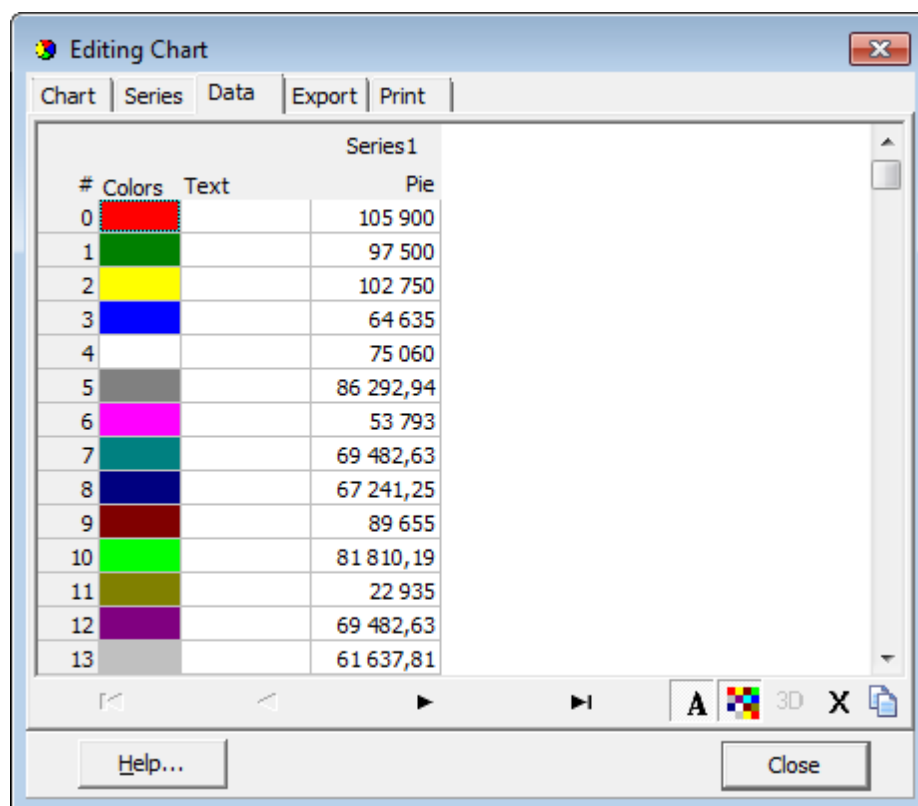 Editing Chart
Chart Series Data Export Print
Series1
# Colors Text Pie
0 105 900
1 97 500
2 102 750
3 64 635
4 75 060
5 86 292,94
6 53 793
7 69 482,63
8 67 241,25
9 89 655
10 81 810,19
11 22 935
12 69 482,63
13 61 637,81
A 3D X
Help... Close